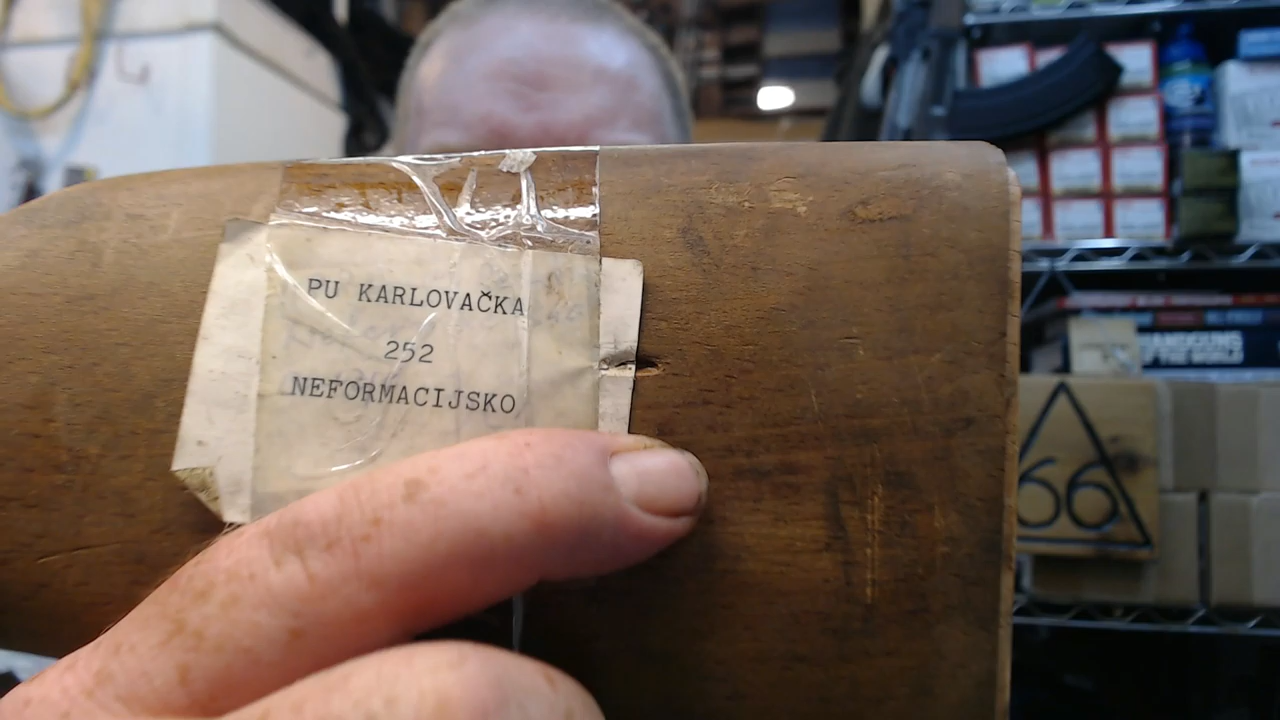 PU KARLOVAČKA
252
NEFORMACIJSKO
HANDGUNS
OF THE WORLD
66